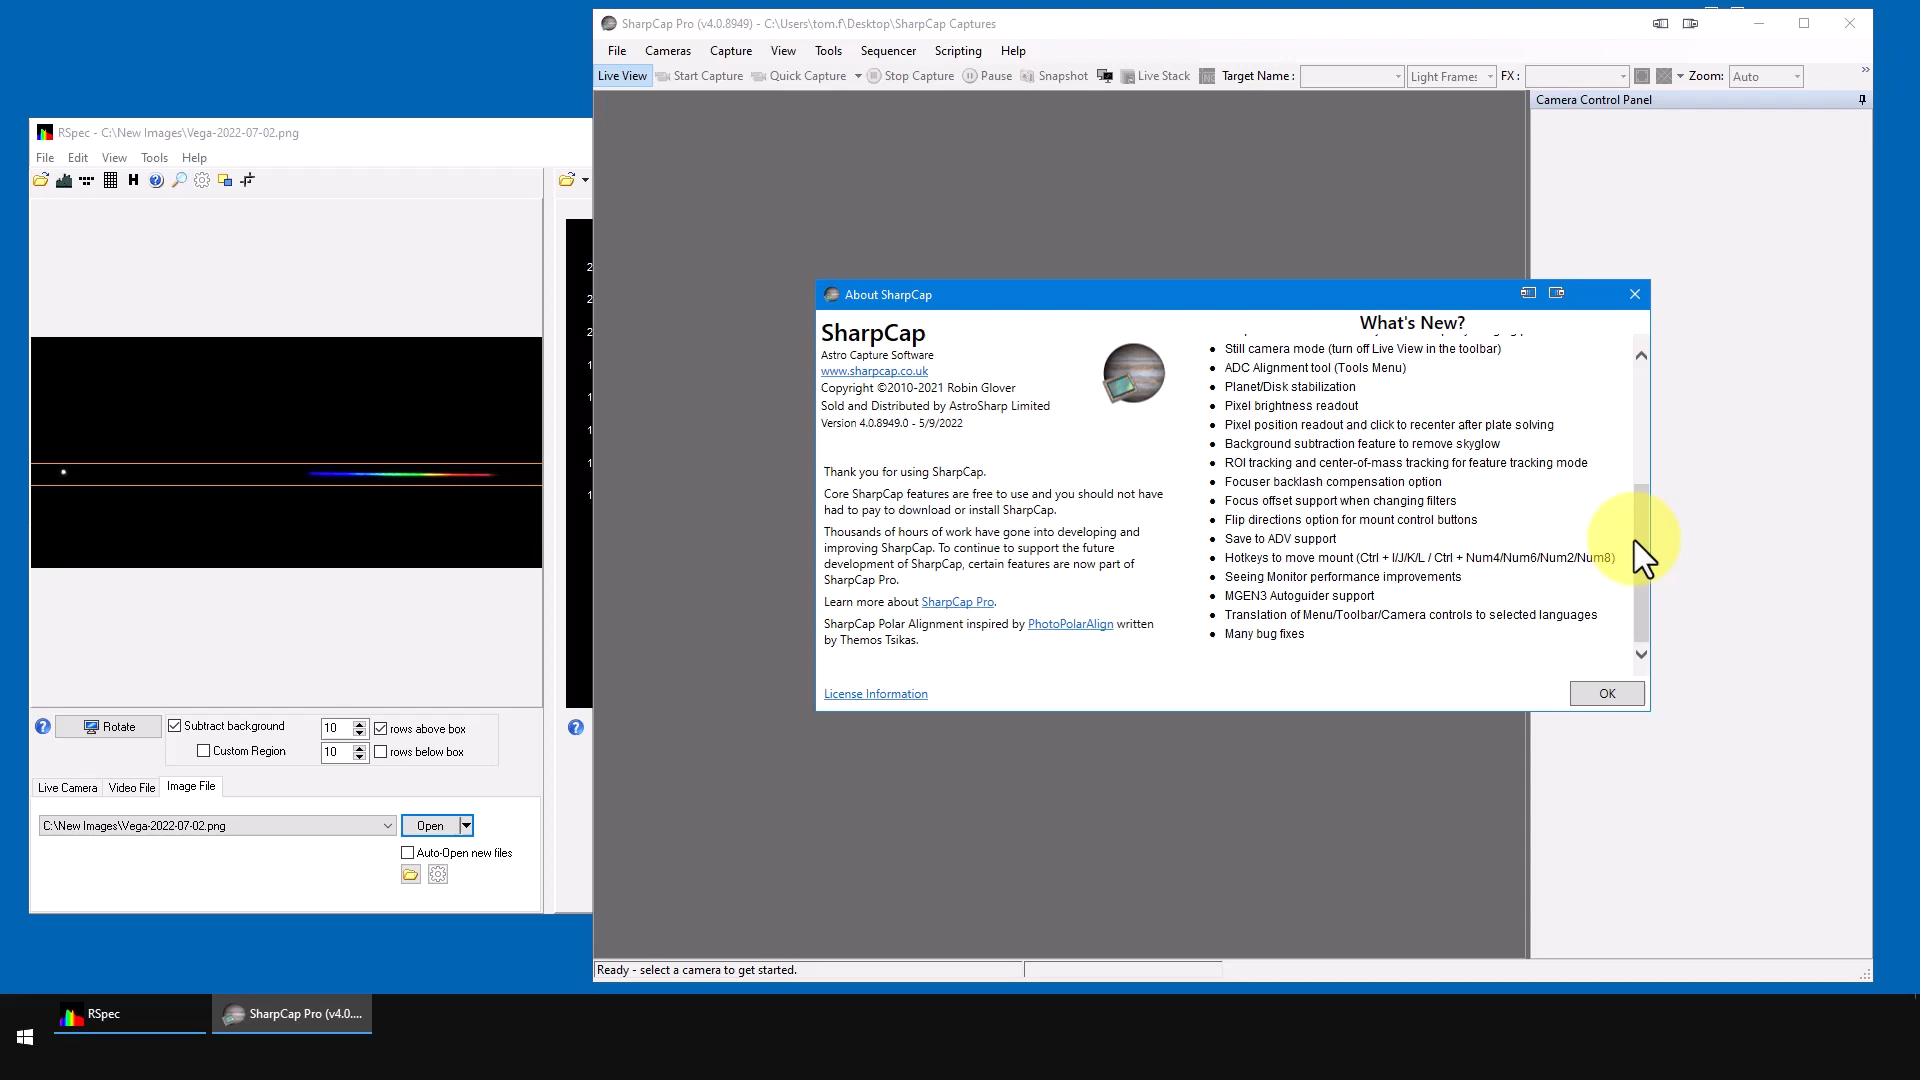 SharpCap Pro (v4.0.8949) - C:\Users\tom.f\Desktop\SharpCap Captures
File Cameras Capture View Tools Sequencer Scripting Help
Live View Start Capture Quick Capture Stop Capture Pause Snapshot Live Stack Target Name : Light Frames FX : Zoom: Auto
Camera Control Panel
RSpec - C:\New Images\Vega-2022-07-02.png
File Edit View Tools Help
H
2
2
2
1
1
1
1
1
About SharpCap
SharpCap
Astro Capture Software
www.sharpcap.co.uk
Copyright ©2010-2021 Robin Glover
Sold and Distributed by AstroSharp Limited
Version 4.0.8949.0 - 5/9/2022
Thank you for using SharpCap.
Core SharpCap features are free to use and you should not have
had to pay to download or install SharpCap.
Thousands of hours of work have gone into developing and
improving SharpCap. To continue to support the future
development of SharpCap, certain features are now part of
SharpCap Pro.
Learn more about SharpCap Pro.
SharpCap Polar Alignment inspired by PhotoPolarAlign written
by Themos Tsikas.
License Information
What's New?
Still camera mode (turn off Live View in the toolbar)
ADC Alignment tool (Tools Menu)
Planet/Disk stabilization
Pixel brightness readout
Pixel position readout and click to recenter after plate solving
Background subtraction feature to remove skyglow
ROI tracking and center-of-mass tracking for feature tracking mode
Focuser backlash compensation option
Focus offset support when changing filters
Flip directions option for mount control buttons
Save to ADV support
Hotkeys to move mount (Ctrl + I/J/K/L / Ctrl + Num4/Num6/Num2/Num8)
Seeing Monitor performance improvements
MGEN3 Autoguider support
Translation of Menu/Toolbar/Camera controls to selected languages
Many bug fixes
OK
Rotate Subtract background 10 rows above box
Custom Region 10 rows below box
Live Camera Video File Image File
C:\New Images\Vega-2022-07-02.png Open
Auto-Open new files
Ready - select a camera to get started.
RSpec SharpCap Pro (v4.0....